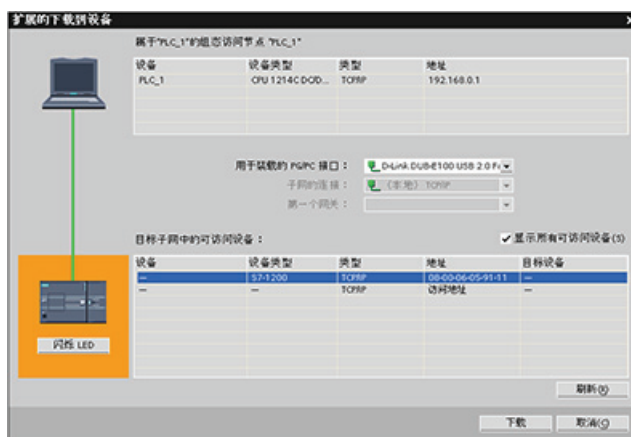 扩展的下载到设备
属于"PLC_1"的组态访问节点 "PLC_1"
设备 设备类型 类型 地址
PLC_1 CPU 1214C DC/D... TCP/IP 192.168.0.1
用于装载的 PG/PC 接口：
D-Link DUB-E100 USB 2.0 F
子网的连接：
(本地) TCP/IP
第一个网关：
目标子网中的可访问设备：
显示所有可访问设备(S)
设备 设备类型 类型 地址 目标设备
— S7-1200 TCP/IP 08-00-06-05-91-11 —
— — TCP/IP 访问地址 —
闪烁 LED
刷新(R)
下载
取消(C)